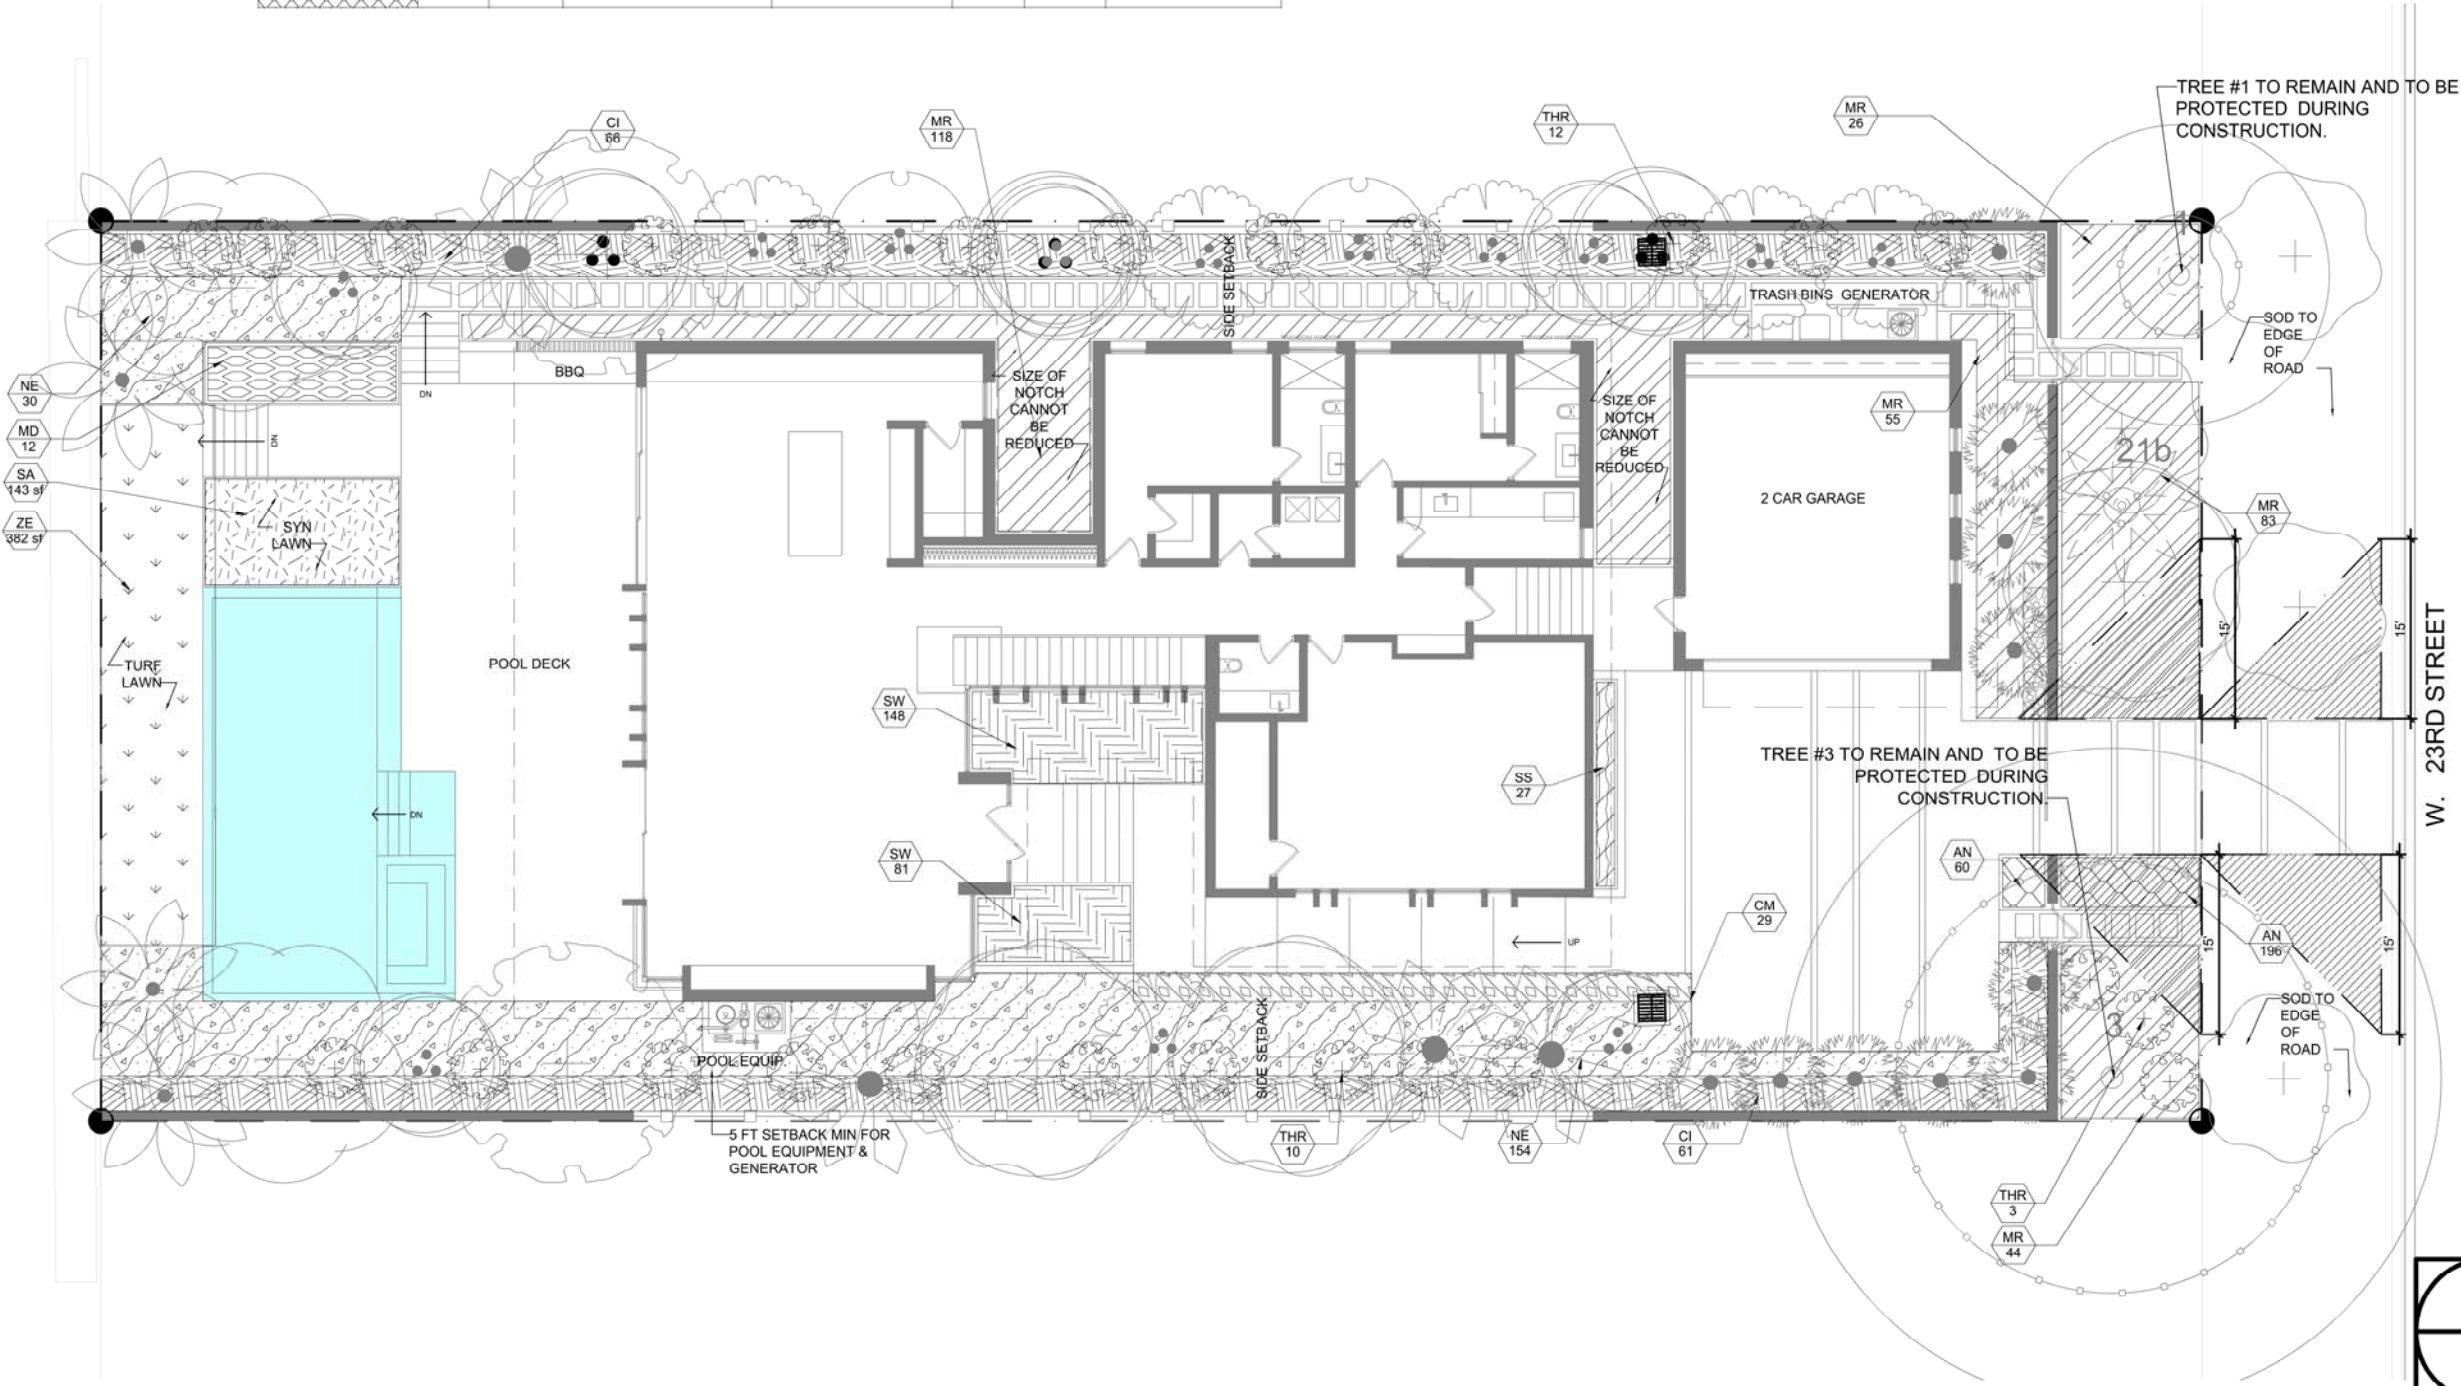 TREE #1 TO REMAIN AND TO BE
PROTECTED DURING
CONSTRUCTION.
CI
66
MR
118
THR
12
MR
26
SIDE SETBACK
TRASH BINS GENERATOR
SOD TO
EDGE
OF
ROAD
BBQ
DN
SIZE OF
NOTCH
CANNOT
BE
REDUCED
SIZE OF
NOTCH
CANNOT
BE
REDUCED
NE
30
MD
12
SA
143 sf
ZE
382 sf
DN
MR
55
21b
2 CAR GARAGE
MR
83
SYN
LAWN
15'
15'
W. 23RD STREET
TURF
LAWN
POOL DECK
SW
148
SS
27
TREE #3 TO REMAIN AND TO BE
PROTECTED DURING
CONSTRUCTION.
DN
SW
81
AN
60
CM
29
UP
AN
196
15'
15'
SOD TO
EDGE
OF
ROAD
3
SIDE SETBACK
POOL EQUIP
5 FT SETBACK MIN FOR
POOL EQUIPMENT &
GENERATOR
THR
10
NE
154
CI
61
THR
3
MR
44